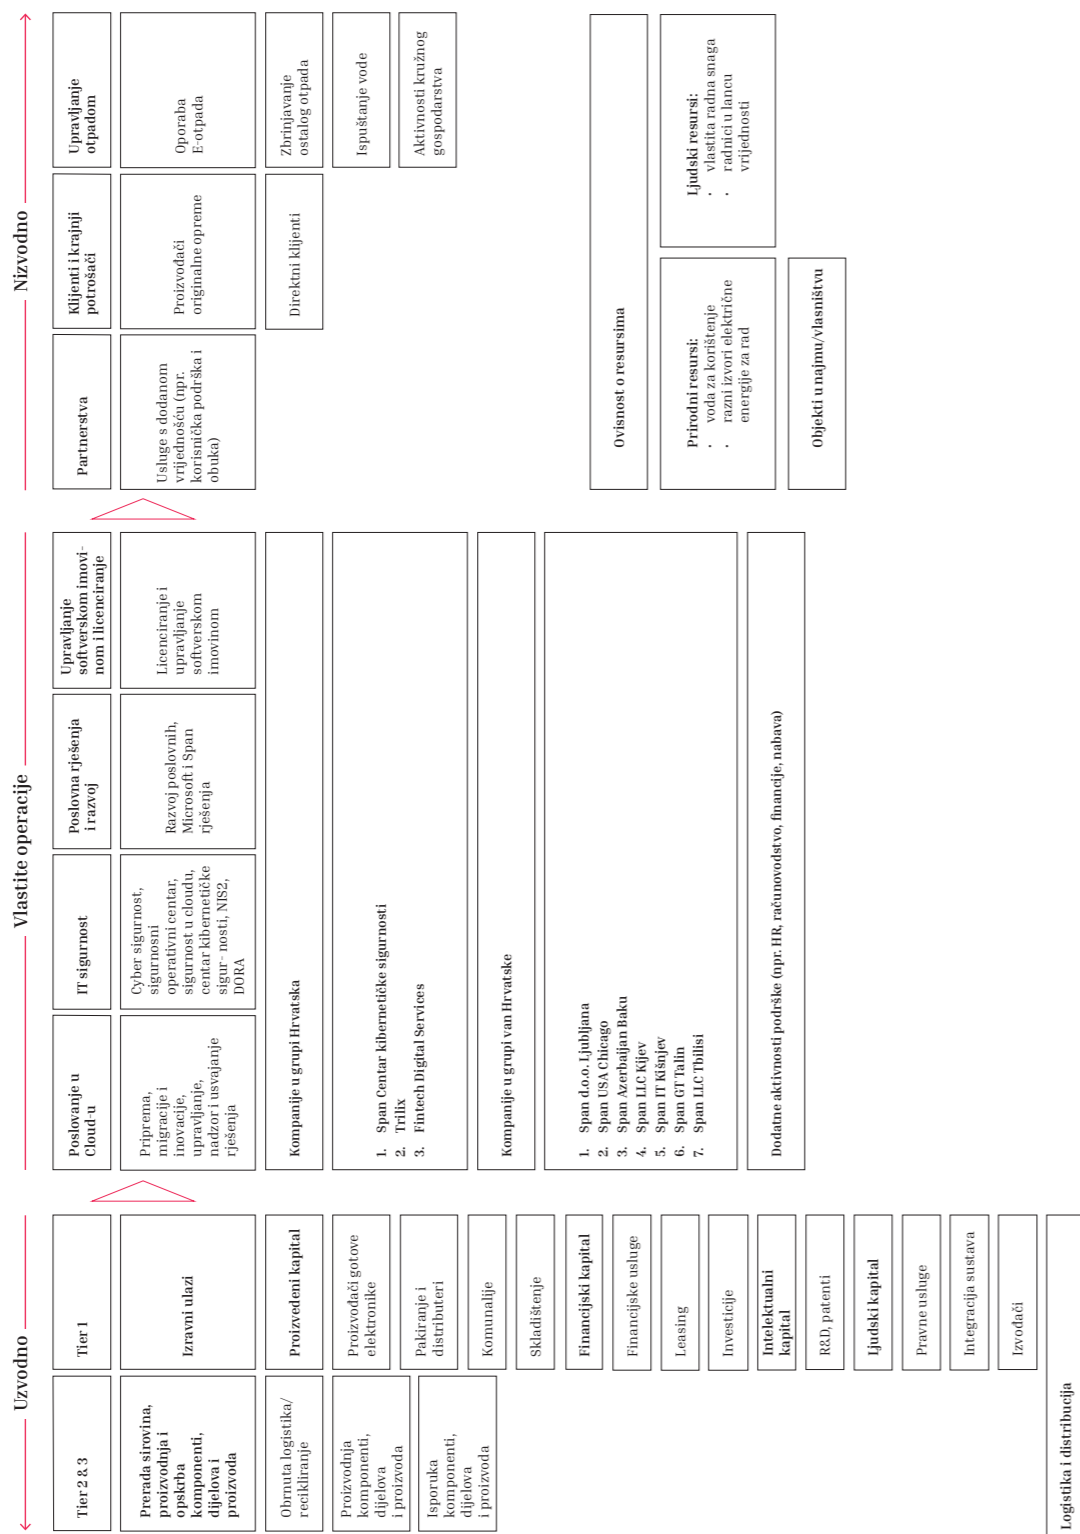 Uzvodno
Tier 2 & 3
Tier 1
Prerada sirovina,
proizvodnja i
opskrba
komponenti,
dijelova i
proizvoda
Izravni ulazi
Obrnuta logistika/
recikliranje
Proizvodnja
komponenti,
dijelova
i proizvoda
Isporuka
komponenti,
dijelova
i proizvoda
Proizvedeni kapital
Proizvođači gotove
elektronike
Pakiranje i
distributeri
Komunalije
Skladištenje
Financijski kapital
Financijske usluge
Leasing
Investicije
Intelektualni
kapital
R&D, patenti
Ljudski kapital
Pravne usluge
Integracija sustava
Izvođači
Logistika i distribucija
Vlastite operacije
Poslovanje u
Cloud-u
IT sigurnost
Poslovna rješenja
i razvoj
Upravljanje
softverskom imovi-
nom i licenciranje
Priprema,
migracije i
inovacije,
upravljanje,
nadzor i usvajanje
rješenja
Cyber sigurnost,
sigurnosni
operativni centar,
sigurnost u cloudu,
centar kibernetičke
sigur- nosti, NIS2,
DORA
Razvoj poslovnih,
Microsoft i Span
rješenja
Licenciranje i
upravljanje
softverskom
imovinom
Kompanije u grupi Hrvatska
1. Span Centar kibernetičke sigurnosti
2. Trilix
3. Fintech Digital Services
Kompanije u grupi van Hrvatske
1. Span d.o.o. Ljubljana
2. Span USA Chicago
3. Span Azerbaijan Baku
4. Span LLC Kijev
5. Span IT Kišnjev
6. Span GT Talin
7. Span LLC Tbilisi
Dodatne aktivnosti podrške (npr. HR, računovodstvo, financije, nabava)
Nizvodno
Partnerstva
Klijenti i krajnji
potrošači
Upravljanje
otpadom
Usluge s dodanom
vrijednošću (npr.
korisnička podrška i
obuka)
Proizvođači
originalne opreme
Oporaba
E-otpada
Direktni klijenti
Zbrinjavanje
ostalog otpada
Ispuštanje vode
Aktivnosti kružnog
gospodarstva
Ovisnost o resursima
Prirodni resursi:
• voda za korištenje
• razni izvori električne
energije za rad
Ljudski resursi:
• vlastita radna snaga
• radnici u lancu
vrijednosti
Objekti u najmu/vlasništvu